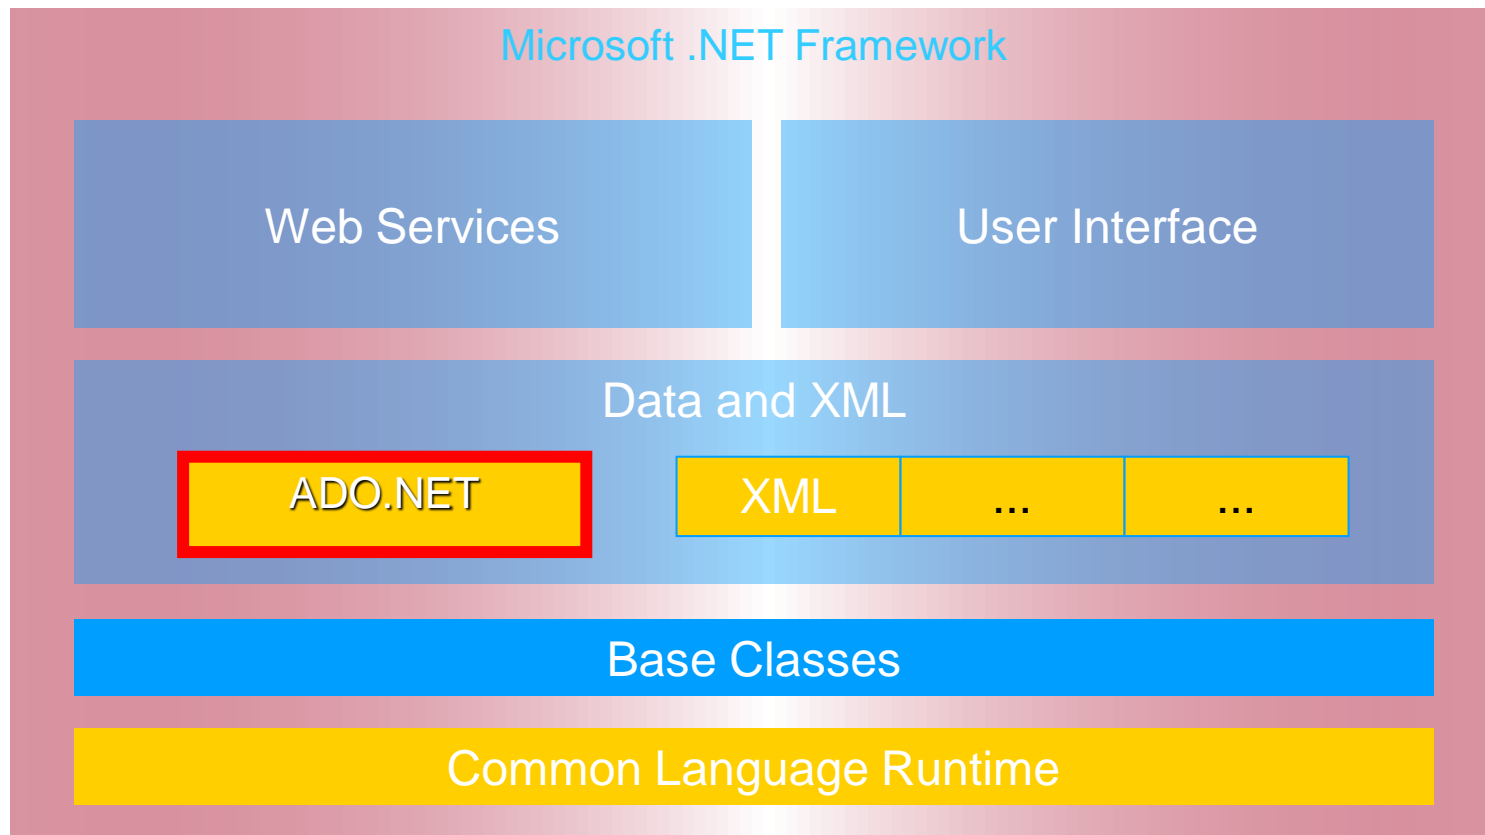 Microsoft .NET Framework
Web Services
User Interface
Data and XML
ADO.NET
XML
...
...
Base Classes
Common Language Runtime